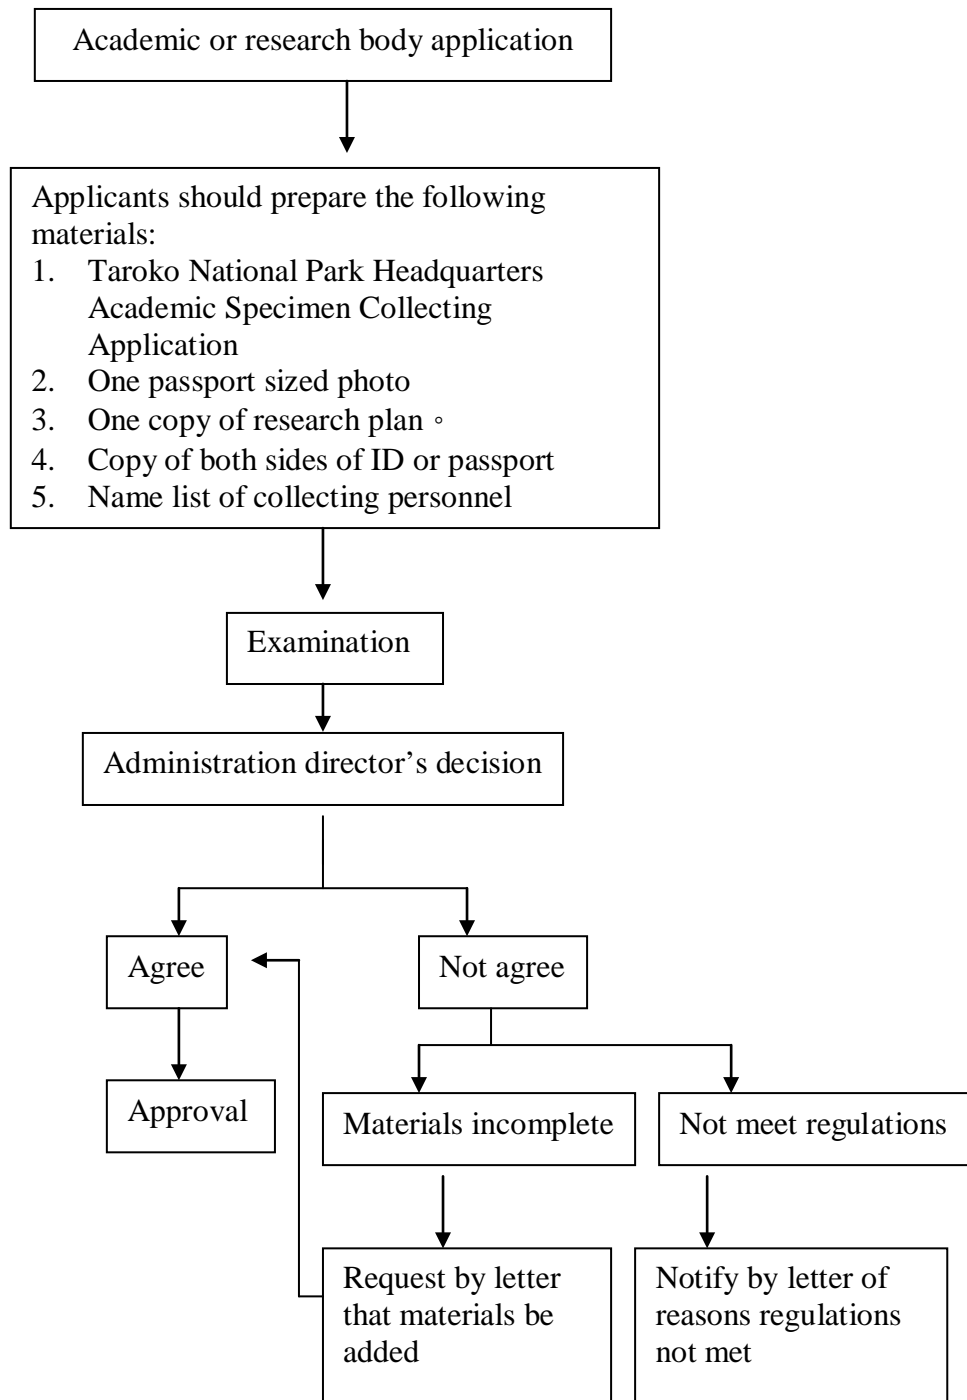 Academic or research body application
Applicants should prepare the following
materials:
1. Taroko National Park Headquarters
Academic Specimen Collecting
Application
2. One passport sized photo
3. One copy of research plan。
4. Copy of both sides of ID or passport
5. Name list of collecting personnel
Examination
Administration director’s decision
Agree
Not agree
Approval
Materials incomplete
Not meet regulations
Request by letter
that materials be
added
Notify by letter of
reasons regulations
not met